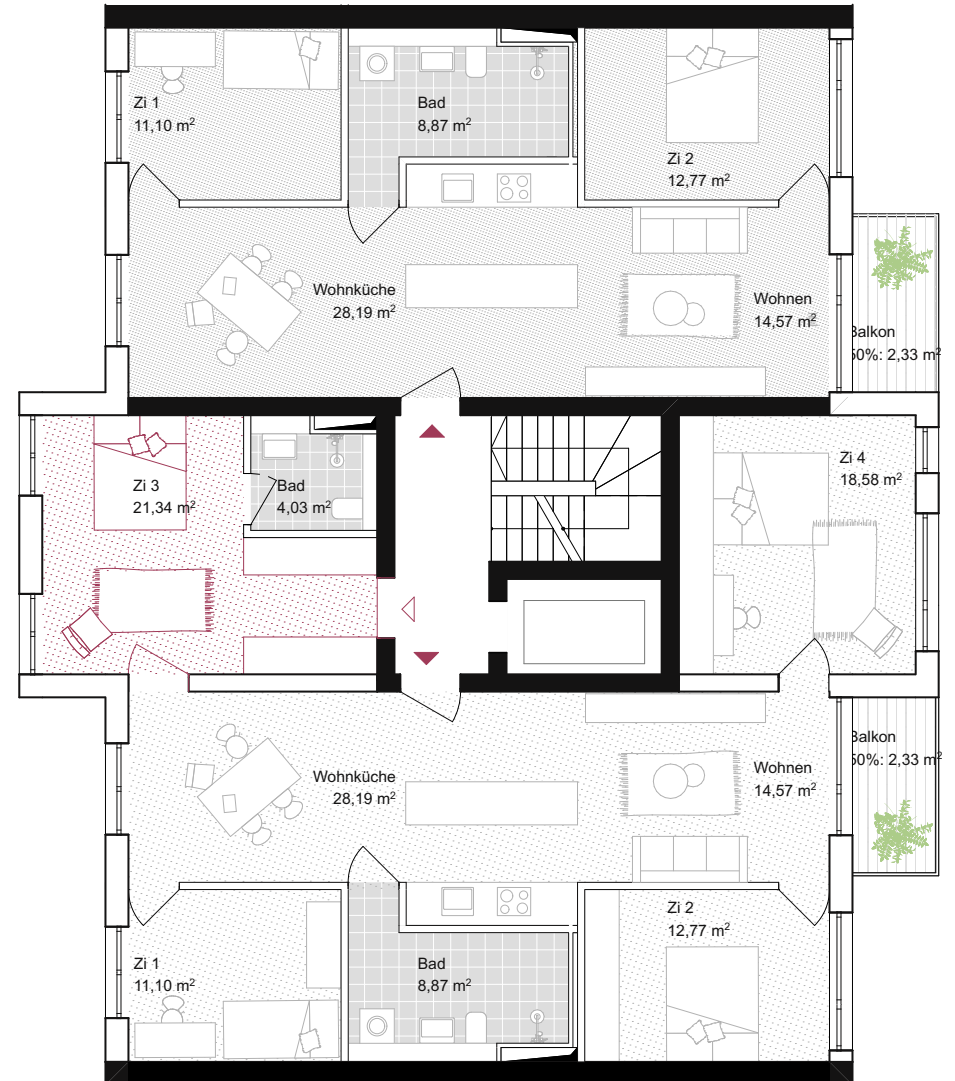 Zi 1
11,10 m²
Bad
8,87 m²
Zi 2
12,77 m²
Wohnküche
28,19 m²
Wohnen
14,57 m²
Balkon
50%: 2,33 m²
Zi 3
21,34 m²
Bad
4,03 m²
Zi 4
18,58 m²
Wohnküche
28,19 m²
Wohnen
14,57 m²
Balkon
50%: 2,33 m²
Zi 1
11,10 m²
Bad
8,87 m²
Zi 2
12,77 m²